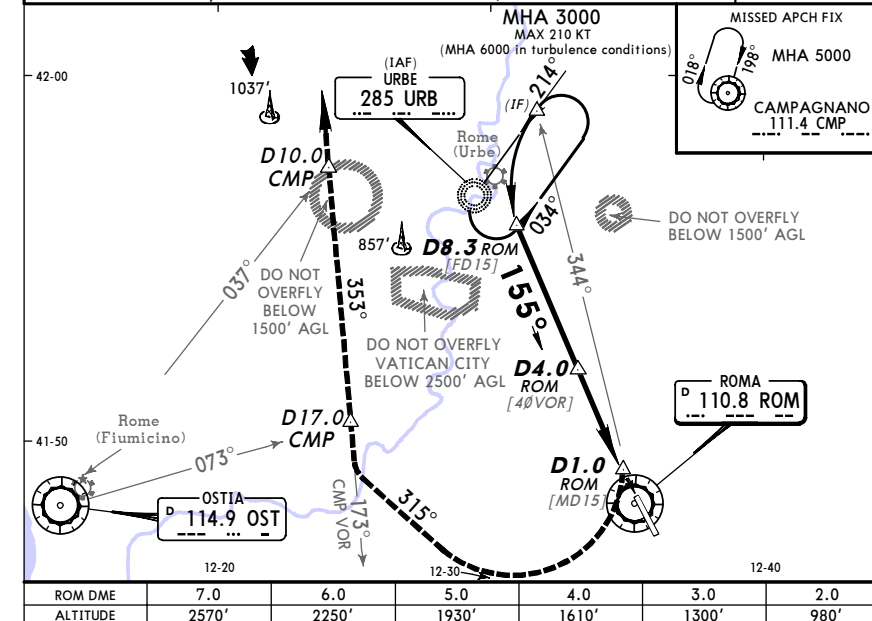 MHA 3000
MAX 210 KT
(MHA 6000 in turbulence conditions)
MISSED APCH FIX
018°
198°
MHA 5000
CAMPAGNANO
111.4 CMP
42-00
1037'
(IAF)
URBE
285 URB
(IF)
214°
Rome
(Urbe)
D10.0
CMP
034°
DO NOT OVERFLY
BELOW 1500' AGL
857'
D8.3 ROM
[FD15]
037°
DO NOT
OVERFLY
BELOW
1500' AGL
353°
344°
155°
DO NOT OVERFLY
VATICAN CITY
BELOW 2500' AGL
D4.0
ROM
[4ØVOR]
ROMA
D 110.8 ROM
D17.0
CMP
Rome
(Fiumicino)
41-50
073°
D1.0
ROM
[MD15]
OSTIA
D 114.9 OST
173°
CMP VOR
315°
12-20
12-30
12-40
ROM DME 7.0 6.0 5.0 4.0 3.0 2.0
ALTITUDE 2570' 2250' 1930' 1610' 1300' 980'